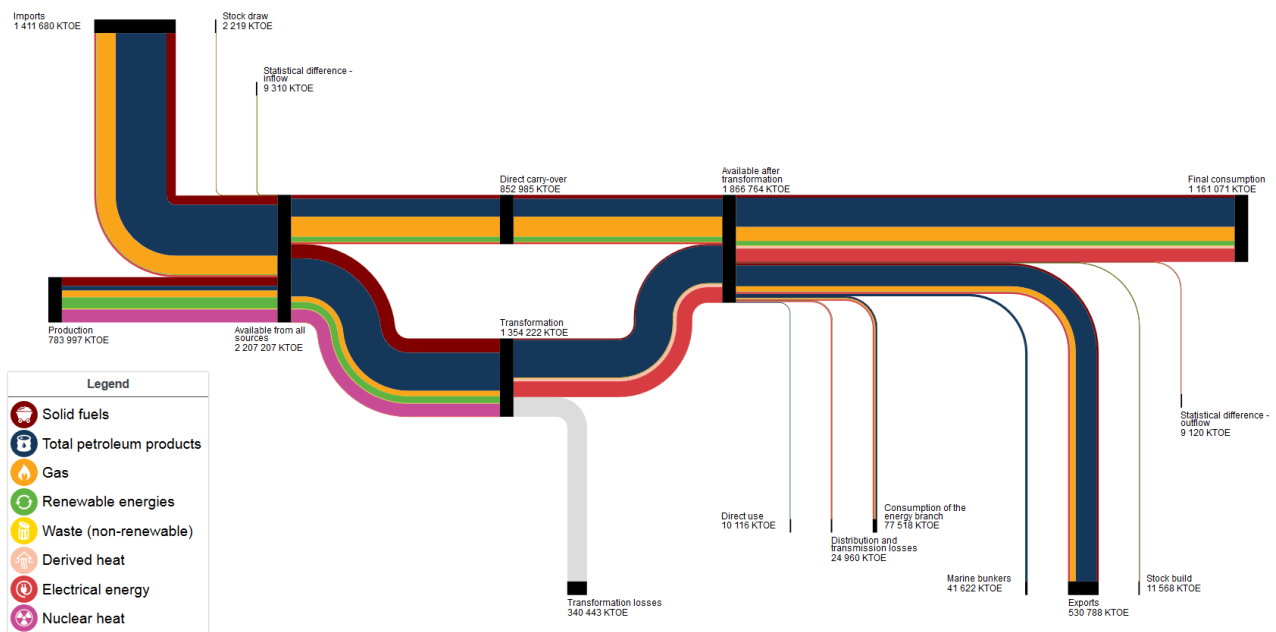 Imports
1 411 680 KTOE
Stock draw
2 219 KTOE
Statistical difference -
inflow
9 310 KTOE
Direct carry-over
852 985 KTOE
Available after
transformation
1 866 764 KTOE
Final consumption
1 161 071 KTOE
Production
783 997 KTOE
Available from all
sources
2 207 207 KTOE
Transformation
1 354 222 KTOE
Legend
Solid fuels
Total petroleum products
Gas
Renewable energies
Waste (non-renewable)
Derived heat
Electrical energy
Nuclear heat
Statistical difference -
outflow
9 120 KTOE
Direct use
10 116 KTOE
Consumption of the
energy branch
77 518 KTOE
Distribution and
transmission losses
24 960 KTOE
Marine bunkers
41 622 KTOE
Stock build
11 568 KTOE
Transformation losses
340 443 KTOE
Exports
530 788 KTOE